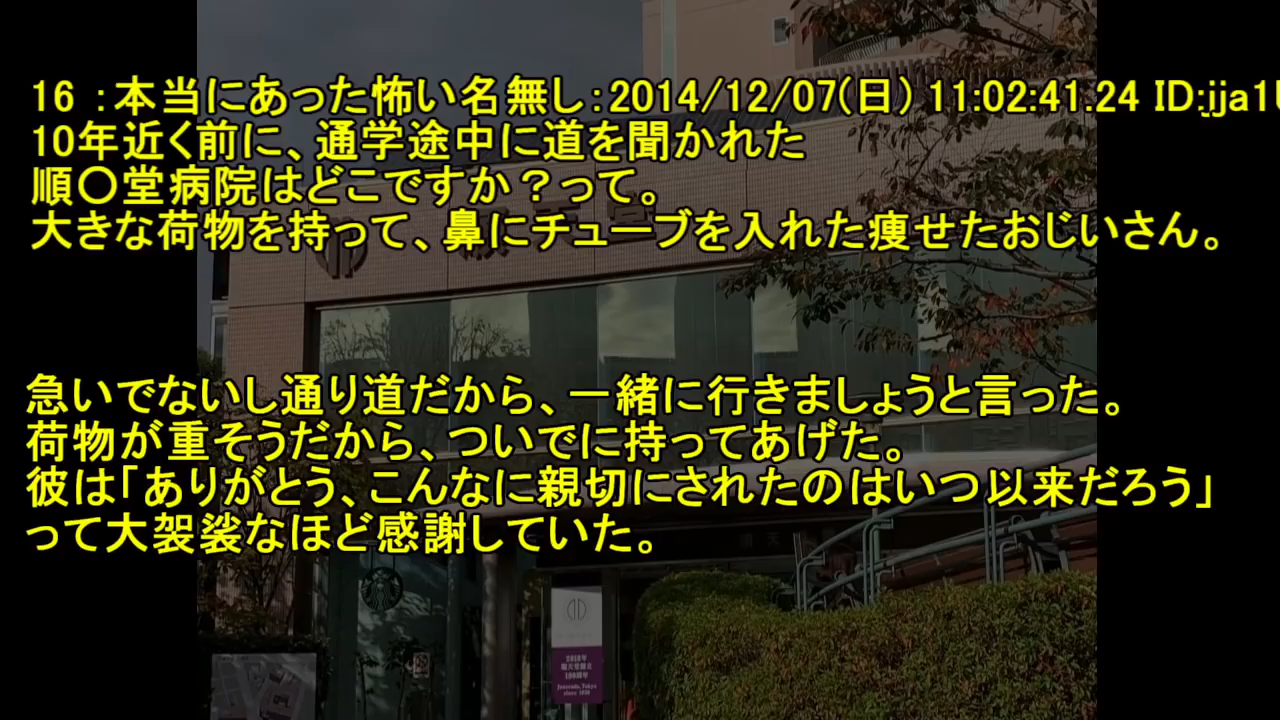 16 ：本当にあった怖い名無し：2014/12/07(日) 11:02:41.24 ID:jja1
10年近く前に、通学途中に道を聞かれた
順〇堂病院はどこですか？って。
大きな荷物を持って、鼻にチューブを入れた痩せたおじいさん。
急いでないし通り道だから、一緒に行きましょうと言った。
荷物が重そうだから、ついでに持ってあげた。
彼は「ありがとう、こんなに親切にされたのはいつ以来だろう」
って大袈裟なほど感謝していた。
順天